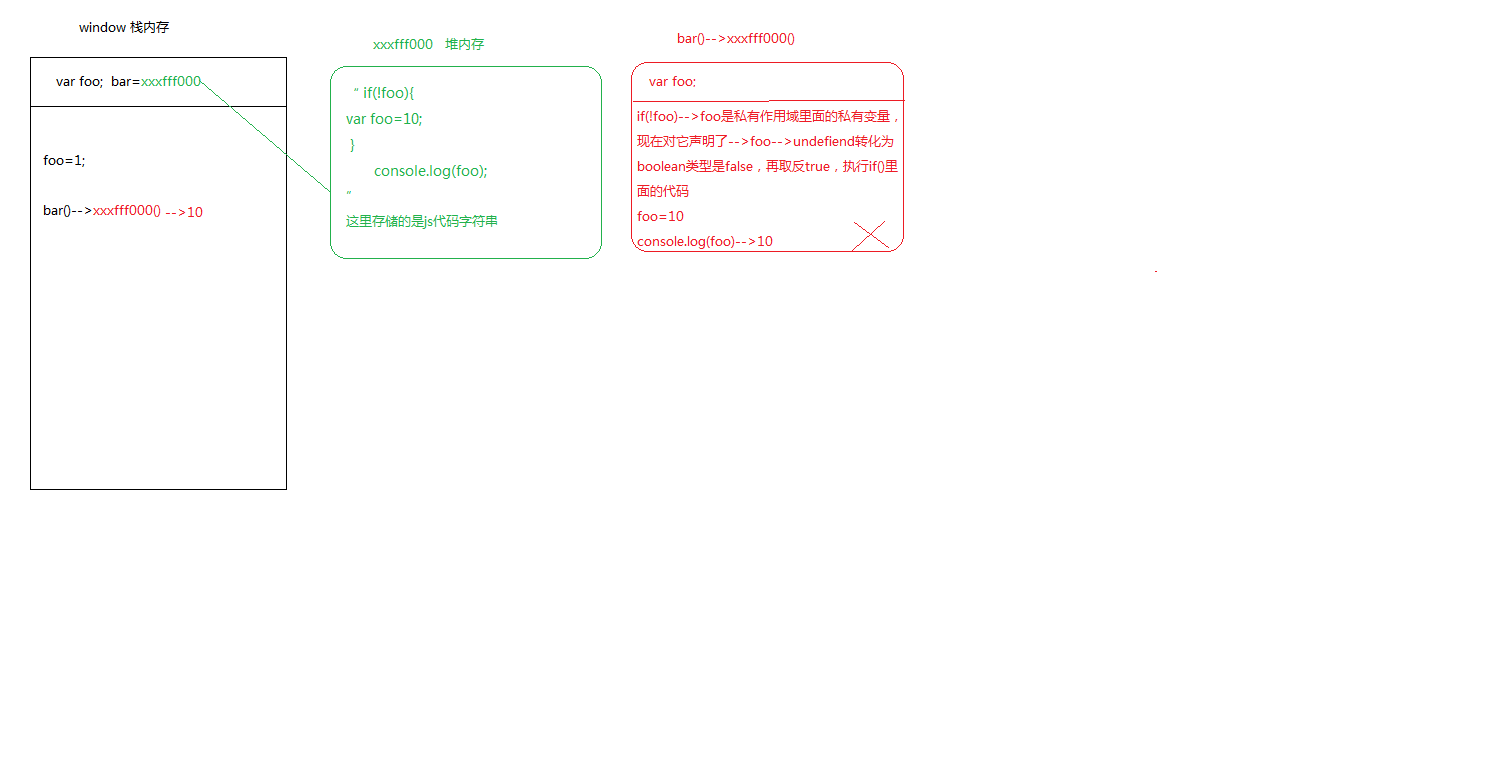 window 栈内存
var foo;  bar=xxxfff000
foo=1;
bar()-->xxxfff000() -->10
xxxfff000   堆内存
“ if(!foo){
var foo=10;
}
console.log(foo);
“
这里存储的是js代码字符串
bar()-->xxxfff000()
var foo;
if(!foo)-->foo是私有作用域里面的私有变量，
现在对它声明了-->foo-->undefiend转化为
boolean类型是false，再取反true，执行if()里
面的代码
foo=10
console.log(foo)-->10